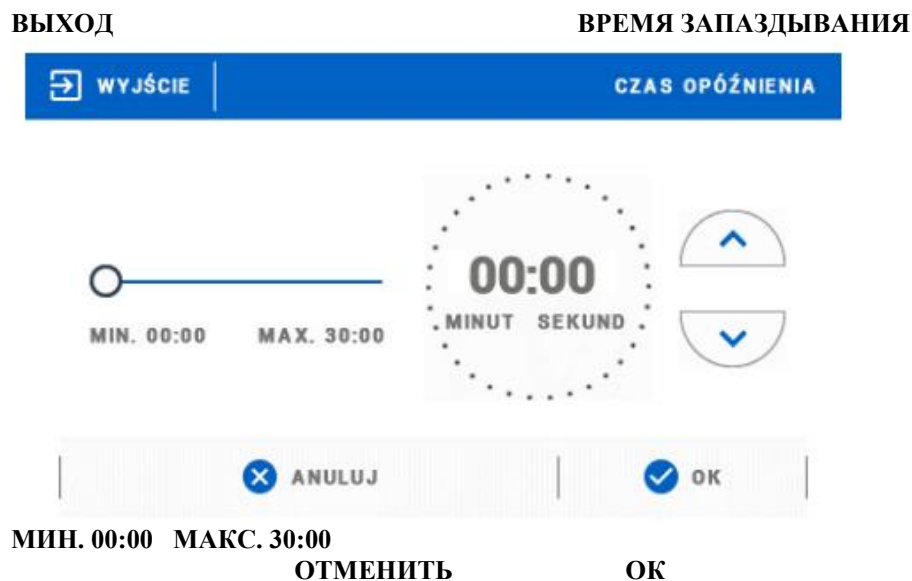 ВЫХОД ВРЕМЯ ЗАПАЗДЫВАНИЯ
WYJŚCIE CZAS OPÓŹNIENIA
00:00
MINUT SEKUND
MIN. 00:00 MAX. 30:00
ANULUJ OK
МИН. 00:00 МАКС. 30:00
ОТМЕНИТЬ ОК